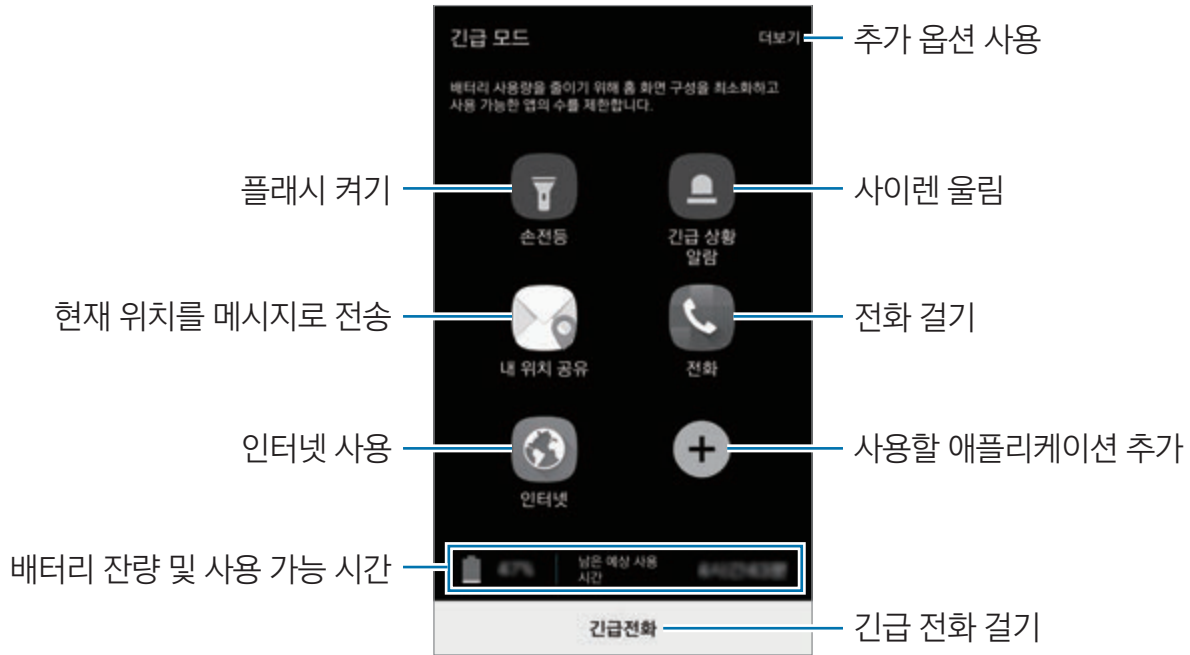 긴급 모드
더보기
추가 옵션 사용
배터리 사용량을 줄이기 위해 홈 화면 구성을 최소화하고
사용 가능한 앱의 수를 제한합니다.
플래시 켜기
사이렌 울림
손전등
긴급 상황
알람
현재 위치를 메시지로 전송
전화 걸기
내 위치 공유
전화
인터넷 사용
사용할 애플리케이션 추가
인터넷
배터리 잔량 및 사용 가능 시간
남은 예상 사용
시간
긴급전화
긴급 전화 걸기